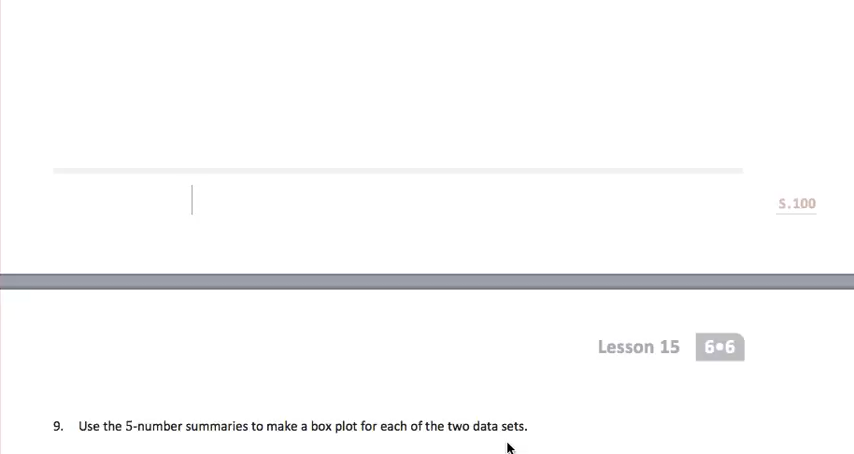 S.100
Lesson 15 6•6
9. Use the 5-number summaries to make a box plot for each of the two data sets.